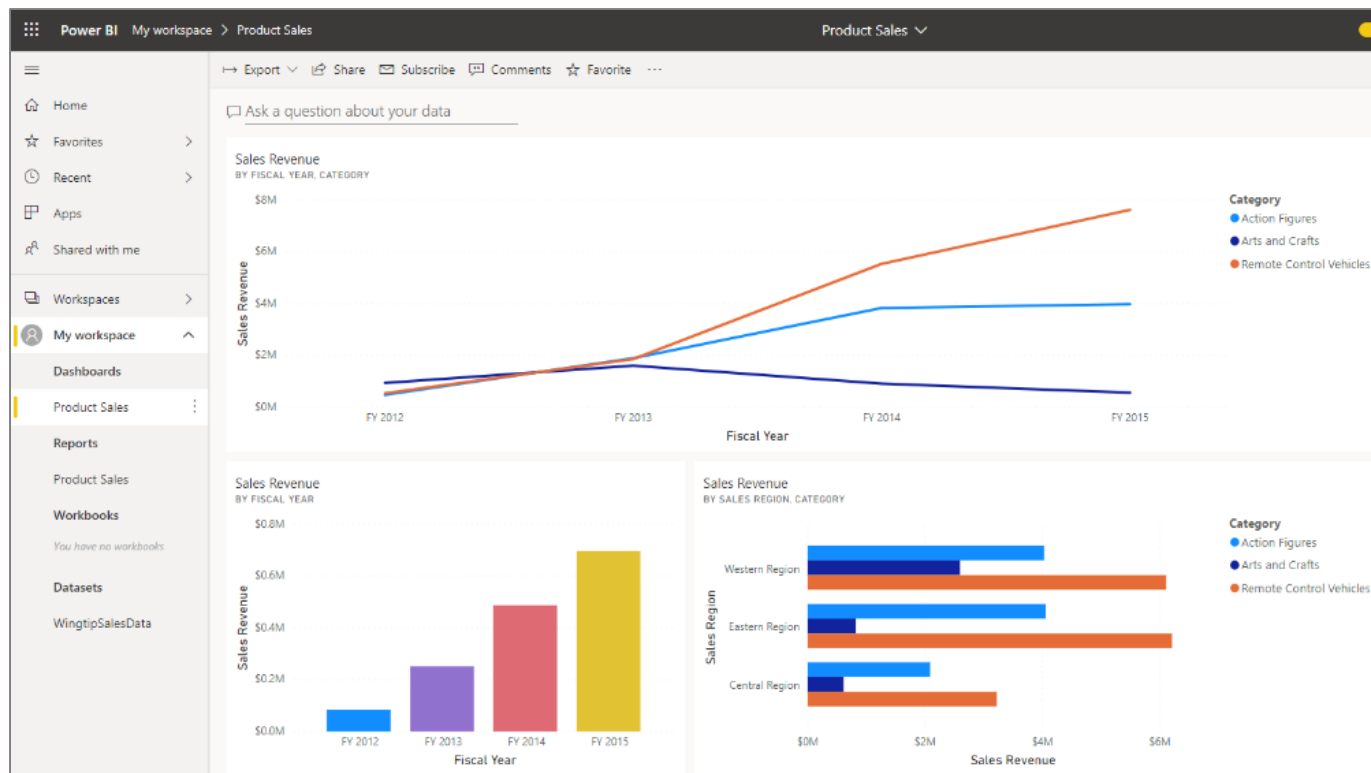 Power BI My workspace > Product Sales
Product Sales
Export Share Subscribe Comments Favorite ...
Home
Favorites
Recent
Apps
Shared with me
Workspaces
My workspace
Dashboards
Product Sales
Reports
Product Sales
Workbooks
You have no workbooks
Datasets
WingtipSalesData
Ask a question about your data
Sales Revenue
BY FISCAL YEAR, CATEGORY
Sales Revenue
$8M
$6M
$4M
$2M
$0M
FY 2012 FY 2013 FY 2014 FY 2015
Fiscal Year
Category
Action Figures
Arts and Crafts
Remote Control Vehicles
Sales Revenue
BY FISCAL YEAR
Sales Revenue
$0.8M
$0.6M
$0.4M
$0.2M
$0.0M
FY 2012 FY 2013 FY 2014 FY 2015
Fiscal Year
Sales Revenue
BY SALES REGION, CATEGORY
Sales Region
Western Region
Eastern Region
Central Region
$0M $2M $4M $6M
Sales Revenue
Category
Action Figures
Arts and Crafts
Remote Control Vehicles